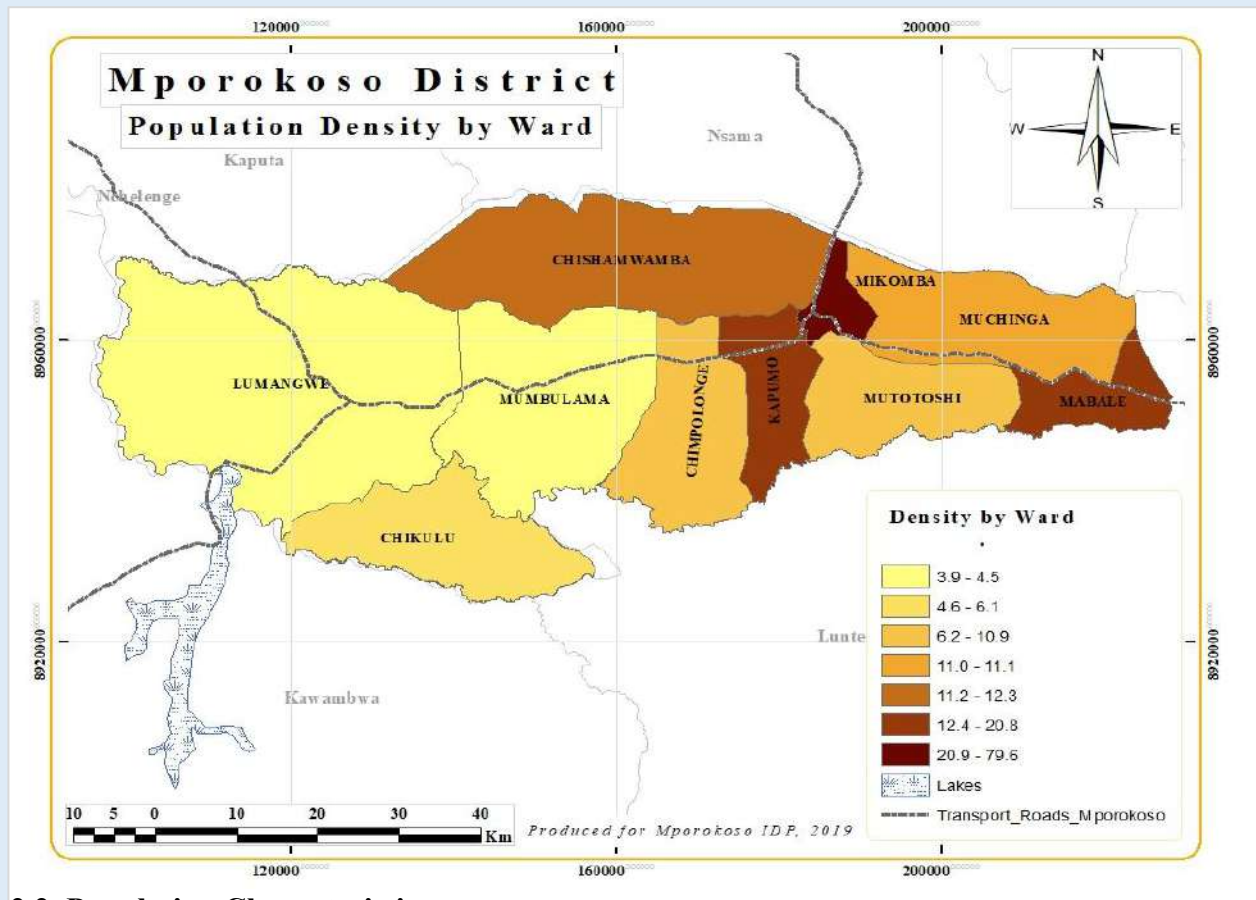 120000 160000 200000
Mporokoso District
Population Density by Ward
N
W E
S
Nsama
Kaputa
Nchelenge
CHISHAMWAMBA
MIKOMBA
MUCHINGA
8960000 8960000
LUMANGWE
MUMBULAMA
CHIMPOLONGE
KAPUMO
MUTOTOSHI
MABALE
CHIKULU
Density by Ward
3.9 - 4.5
4.6 - 6.1
6.2 - 10.9
11.0 - 11.1
11.2 - 12.3
12.4 - 20.8
20.9 - 79.6
Lakes
Transport_Roads_Mporokoso
Lunte
8920000 8920000
Kawambwa
10 5 0 10 20 30 40
Km
Produced for Mporokoso IDP, 2019
120000 160000 200000